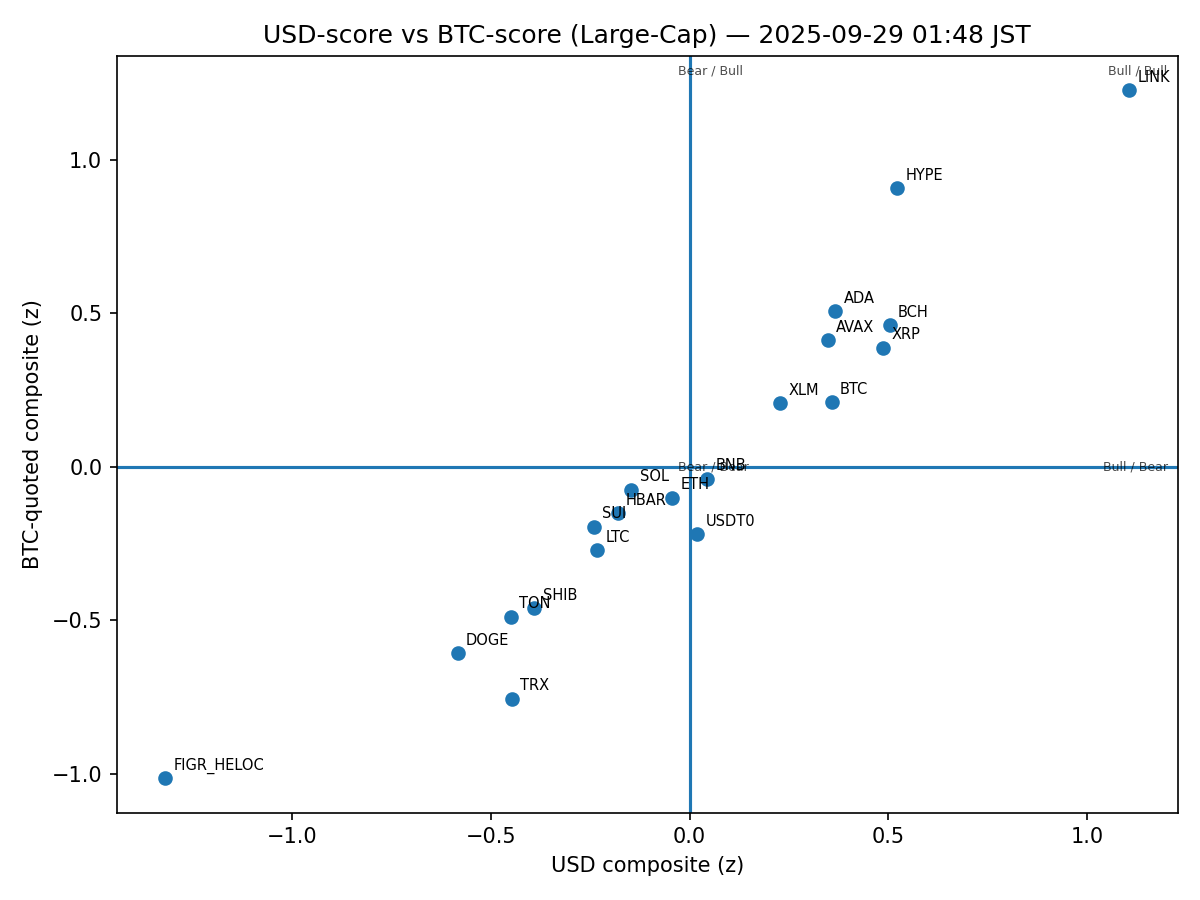 USD-score vs BTC-score (Large-Cap) — 2025-09-29 01:48 JST
Bear / Bull
Bull / Bull
LINK
HYPE
ADA
BCH
AVAX
XRP
XLM
BTC
Bear / Bear
BNB
Bull / Bear
SOL
ETH
HBAR
SUI
USDT0
LTC
SHIB
TON
DOGE
TRX
FIGR_HELOC
1.0
0.5
0.0
−0.5
−1.0
BTC-quoted composite (z)
−1.0
−0.5
0.0
0.5
1.0
USD composite (z)